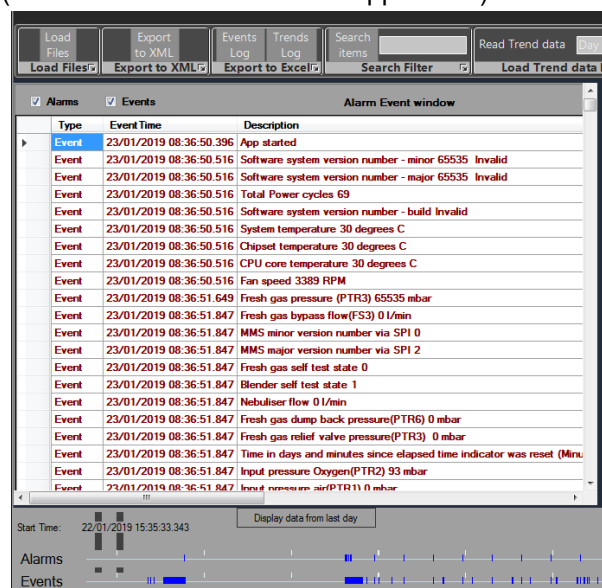 Load Files Export to XML Events Log Trends Log Search items Read Trend data Day
Load Files Export to XML Export to Excel Search Filter Load Trend data
Alarms Events Alarm Event window
Type Event Time Description
Event 23/01/2019 08:36:50.396 App started
Event 23/01/2019 08:36:50.516 Software system version number - minor 65535 Invalid
Event 23/01/2019 08:36:50.516 Software system version number - major 65535 Invalid
Event 23/01/2019 08:36:50.516 Total Power cycles 69
Event 23/01/2019 08:36:50.516 Software system version number - build Invalid
Event 23/01/2019 08:36:50.516 System temperature 30 degrees C
Event 23/01/2019 08:36:50.516 Chipset temperature 30 degrees C
Event 23/01/2019 08:36:50.516 CPU core temperature 30 degrees C
Event 23/01/2019 08:36:50.516 Fan speed 3389 RPM
Event 23/01/2019 08:36:51.649 Fresh gas pressure (PTR3) 65535 mbar
Event 23/01/2019 08:36:51.847 Fresh gas bypass flow(FS3) 0 l/min
Event 23/01/2019 08:36:51.847 MMS minor version number via SPI 0
Event 23/01/2019 08:36:51.847 MMS major version number via SPI 2
Event 23/01/2019 08:36:51.847 Fresh gas self test state 0
Event 23/01/2019 08:36:51.847 Blender self test state 1
Event 23/01/2019 08:36:51.847 Nebuliser flow 0 l/min
Event 23/01/2019 08:36:51.847 Fresh gas dump back pressure(PTR6) 0 mbar
Event 23/01/2019 08:36:51.847 Fresh gas relief valve pressure(PTR3) 0 mbar
Event 23/01/2019 08:36:51.847 Time in days and minutes since elapsed time indicator was reset (Minu
Event 23/01/2019 08:36:51.847 Input pressure Oxygen(PTR2) 93 mbar
Event 23/01/2019 08:36:51.847 Input pressure air(PTR1) 0 mbar
Display data from last day
Start Time: 22/01/2019 15:35:33.343
Alarms
Events